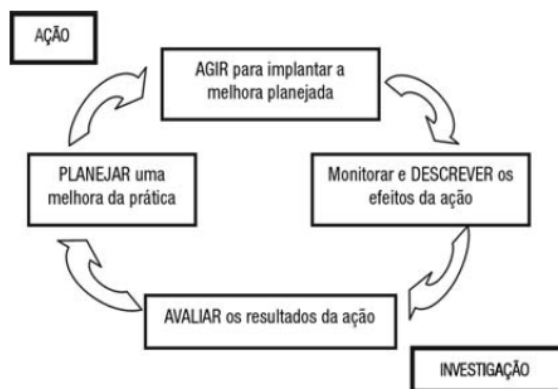 AÇÃO
AGIR para implantar a
melhora planejada
PLANEJAR uma
melhora da prática
Monitorar e DESCREVER os
efeitos da ação
AVALIAR os resultados da ação
INVESTIGAÇÃO